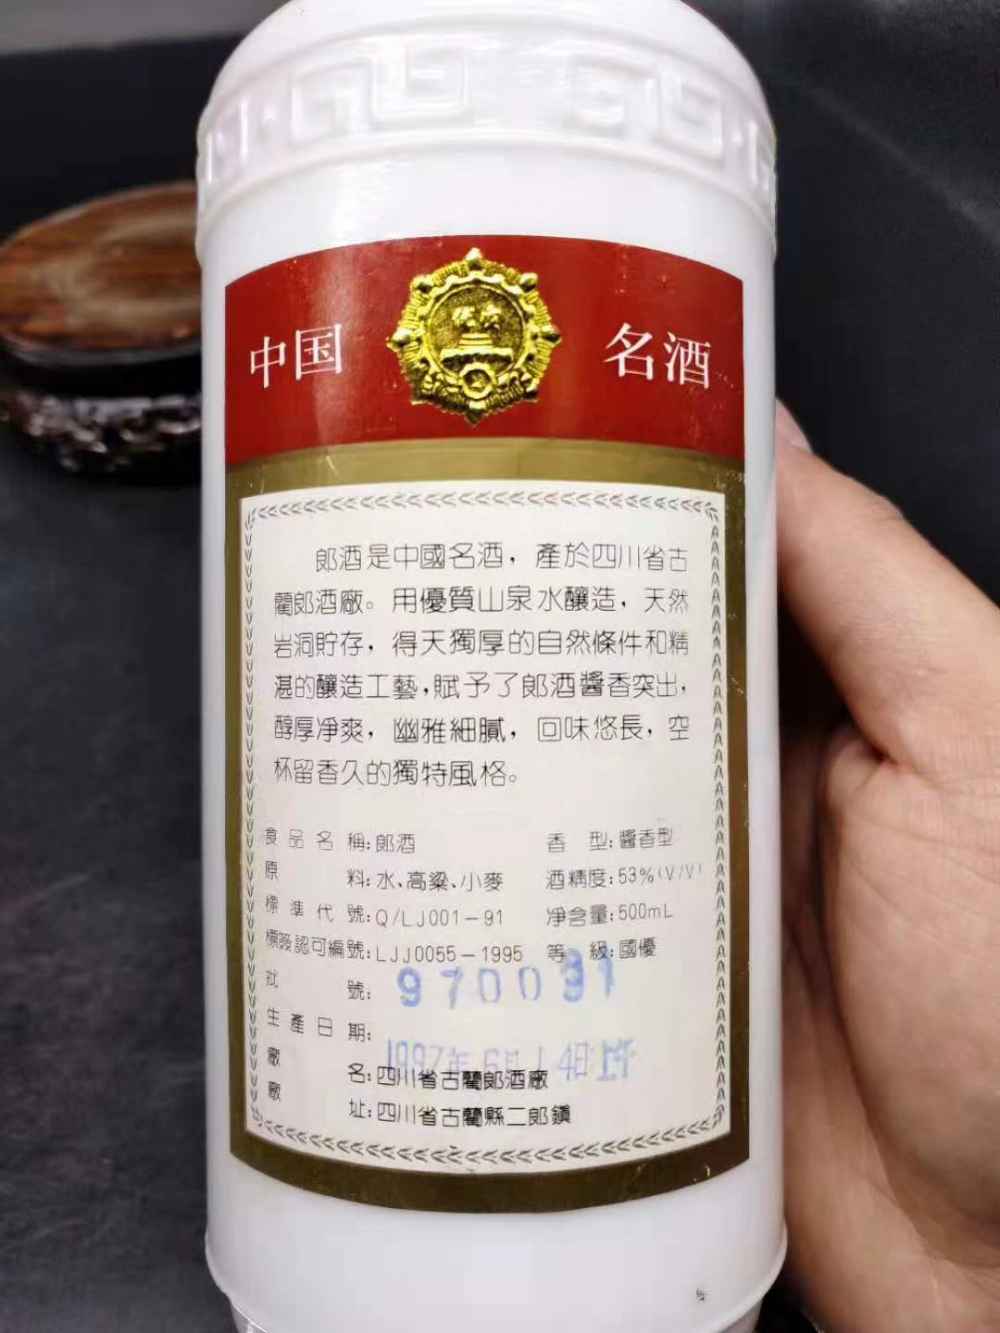 中国 名酒
郎酒是中國名酒，產於四川省古
藺郎酒廠。用優質山泉水釀造，天然
岩洞貯存，得天獨厚的自然條件和精
湛的釀造工藝，賦予了郎酒醬香突出，
醇厚净爽，幽雅細膩，回味悠長，空
杯留香久的獨特風格。
食品名稱:郎酒 香型:醬香型
原料:水、高粱、小麥 酒精度:53%(V/V)
標準代號:Q/LJ001-91 净含量:500mL
標簽認可編號:LJJ0055-1995 等級:國優
批號: 970031
生產日期:
1997年6月14日上午
廠名:四川省古藺郎酒廠
廠址:四川省古藺縣二郎鎮